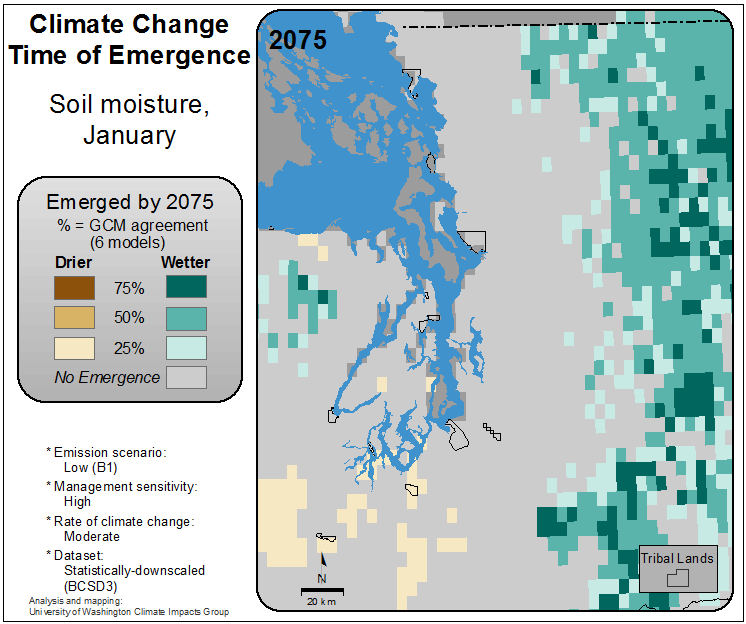 Climate Change
Time of Emergence
Soil moisture,
January
Emerged by 2075
% = GCM agreement
(6 models)
Drier Wetter
75%
50%
25%
No Emergence
* Emission scenario:
Low (B1)
* Management sensitivity:
High
* Rate of climate change:
Moderate
* Dataset:
Statistically-downscaled
(BCSD3)
Analysis and mapping:
University of Washington Climate Impacts Group
2075
N
20 km
Tribal Lands